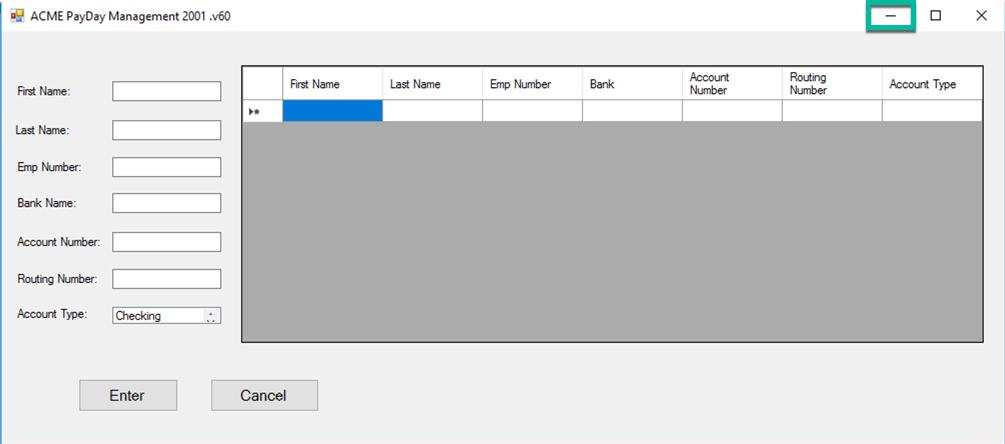 ACME PayDay Management 2001 .v60
First Name:
Last Name:
Emp Number:
Bank Name:
Account Number:
Routing Number:
Account Type:
Checking
First Name
Last Name
Emp Number
Bank
Account
Number
Routing
Number
Account Type
Enter
Cancel